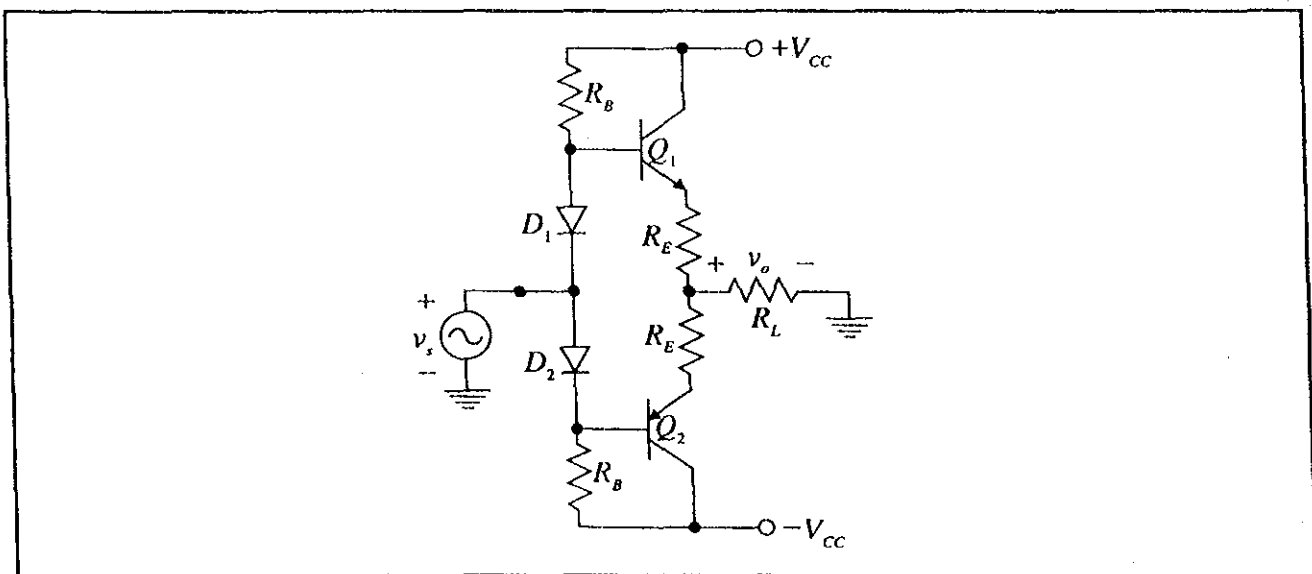 +V_CC
R_B
Q_1
D_1
R_E
+ v_o −
R_L
+
v_s
−
R_E
D_2
Q_2
R_B
−V_CC